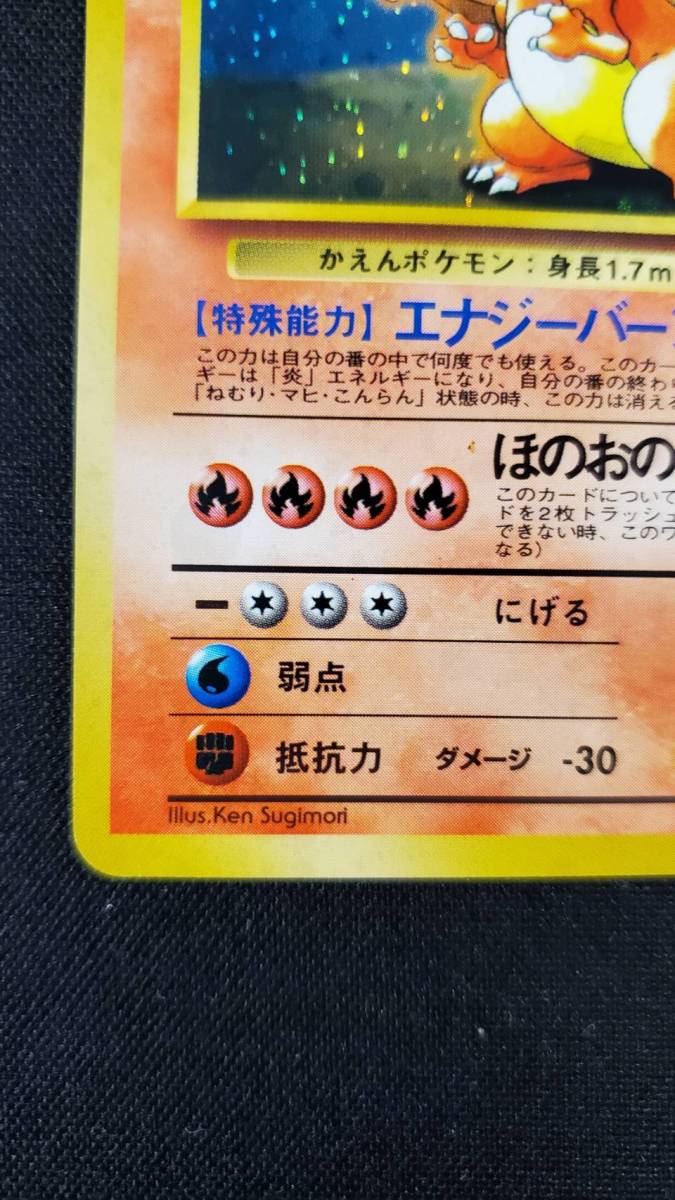 かえんポケモン：身長1.7m
【特殊能力】エナジーバー
この力は自分の番の中で何度でも使える。このカー
ギーは「炎」エネルギーになり、自分の番の終わ
「ねむり・マヒ・こんらん」状態の時、この力は消え
ほのおの
このカードについて
ドを2枚トラッシュ
できない時、このワ
なる）
ー にげる
弱点
抵抗力 ダメージ -30
Illus.Ken Sugimori